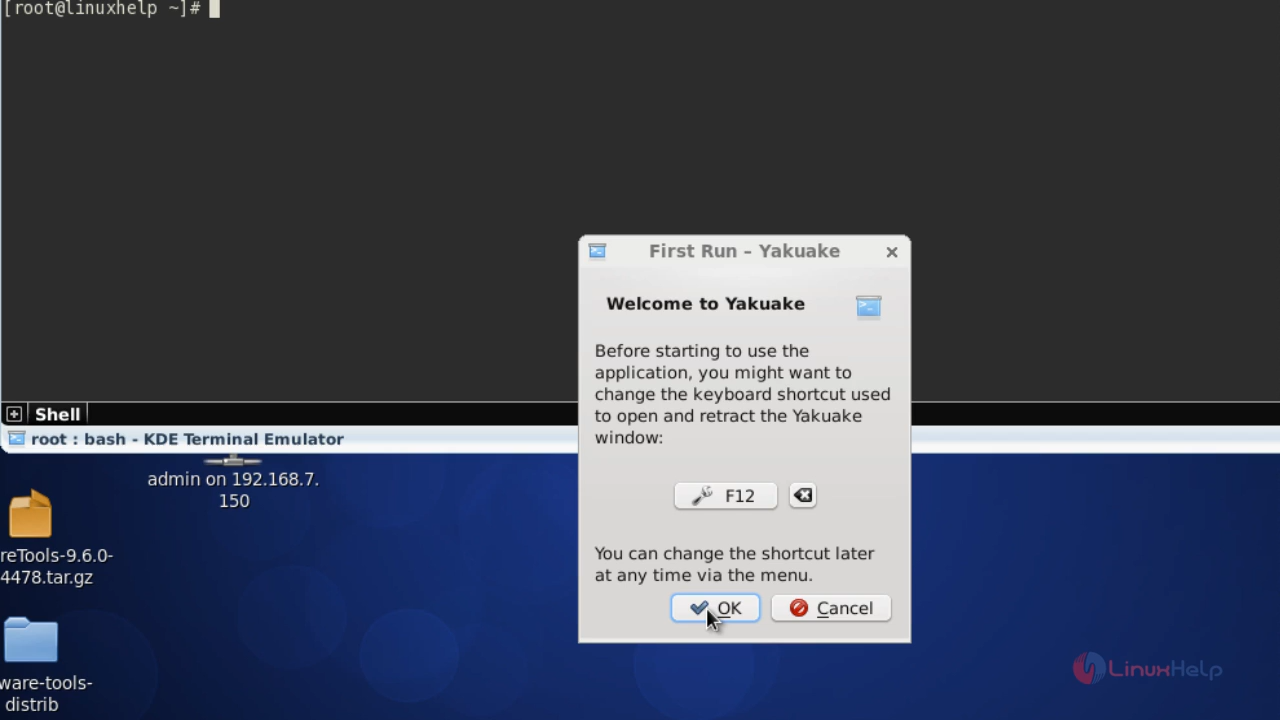 [root@linuxhelp ~]#
First Run – Yakuake
Welcome to Yakuake
Before starting to use the
application, you might want to
change the keyboard shortcut used
to open and retract the Yakuake
window:
F12
You can change the shortcut later
at any time via the menu.
OK
Cancel
Shell
root : bash - KDE Terminal Emulator
admin on 192.168.7.
150
reTools-9.6.0-
4478.tar.gz
ware-tools-
distrib
LinuxHelp